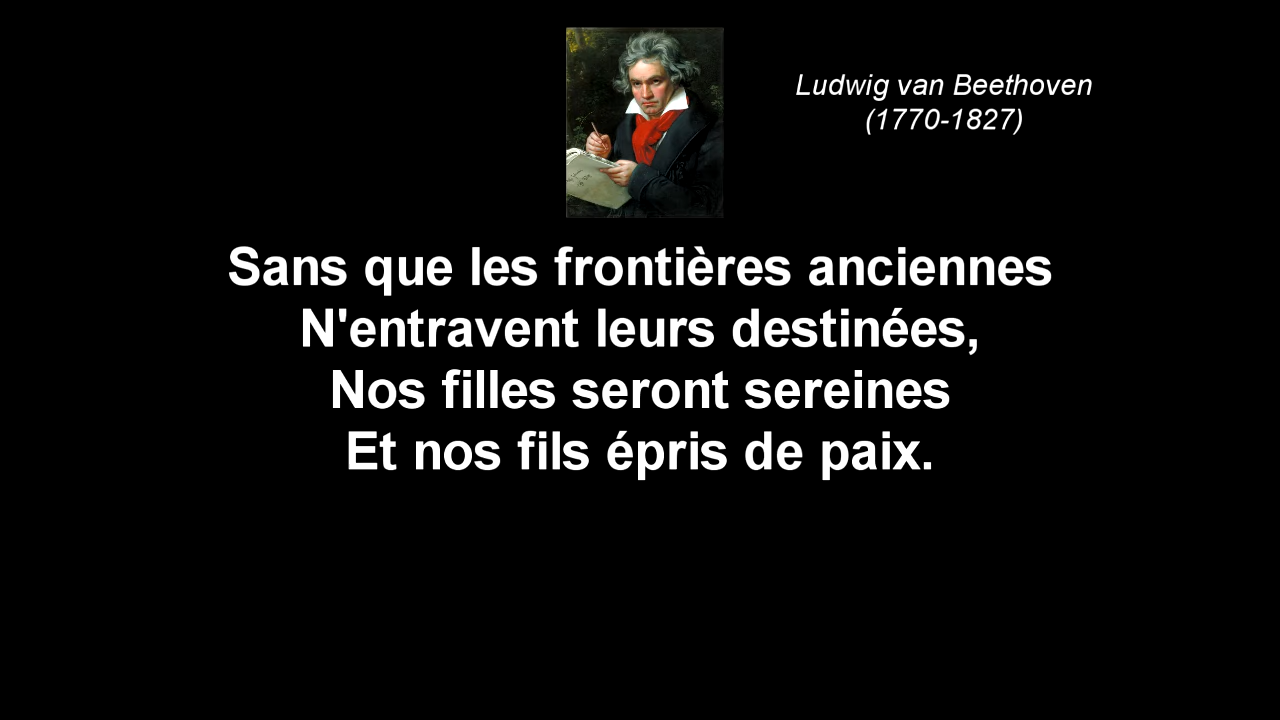 Ludwig van Beethoven
(1770-1827)
Sans que les frontières anciennes
N'entravent leurs destinées,
Nos filles seront sereines
Et nos fils épris de paix.